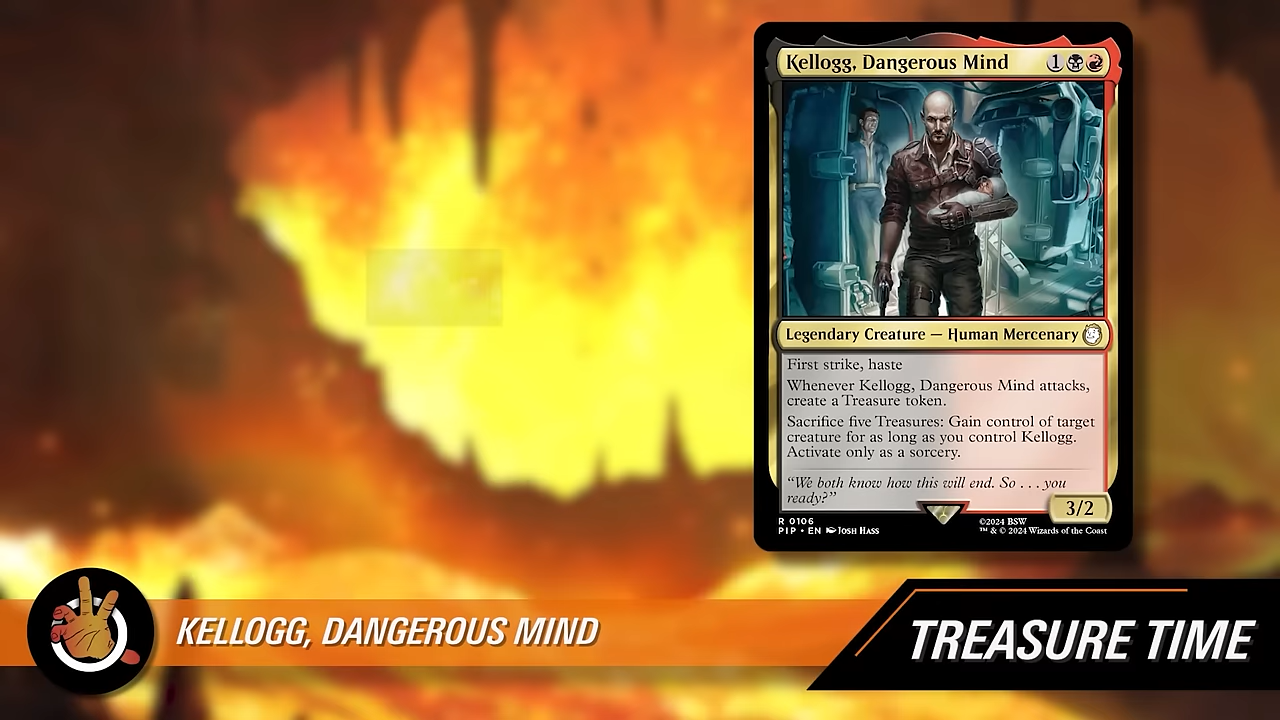 Kellogg, Dangerous Mind 1
Legendary Creature — Human Mercenary
First strike, haste
Whenever Kellogg, Dangerous Mind attacks,
create a Treasure token.
Sacrifice five Treasures: Gain control of target
creature for as long as you control Kellogg.
Activate only as a sorcery.
“We both know how this will end. So . . . you
ready?”
3/2
R 0106
PIP • EN JOSH HASS
©2024 BSW
™ & © 2024 Wizards of the Coast
KELLOGG, DANGEROUS MIND
TREASURE TIME